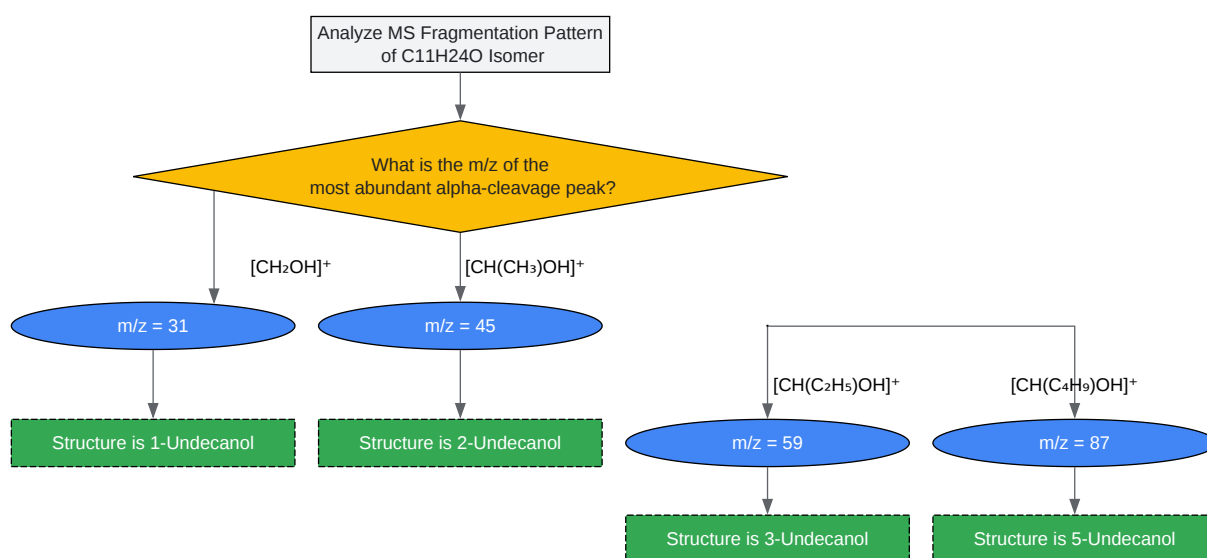 Analyze MS Fragmentation Pattern
of C11H24O Isomer
What is the m/z of the
most abundant alpha-cleavage peak?
[CH₂OH]⁺
[CH(CH₃)OH]⁺
m/z = 31
m/z = 45
[CH(C₂H₅)OH]⁺
[CH(C₄H₉)OH]⁺
Structure is 1-Undecanol
Structure is 2-Undecanol
m/z = 59
m/z = 87
Structure is 3-Undecanol
Structure is 5-Undecanol